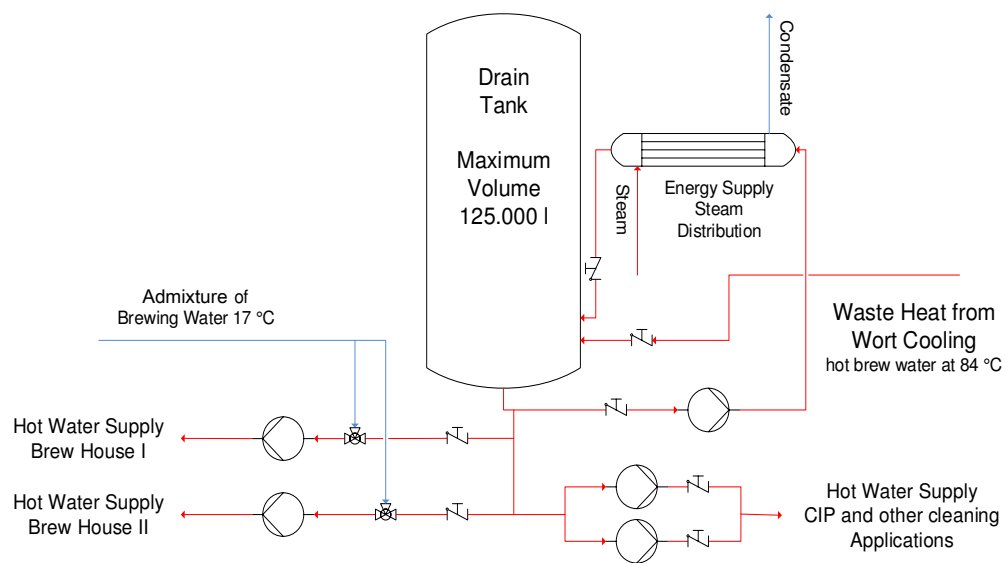 Drain
Tank
Maximum
Volume
125.000 l
Condensate
Steam
Energy Supply
Steam
Distribution
Admixture of
Brewing Water 17 °C
Waste Heat from
Wort Cooling
hot brew water at 84 °C
Hot Water Supply
Brew House I
Hot Water Supply
Brew House II
Hot Water Supply
CIP and other cleaning
Applications